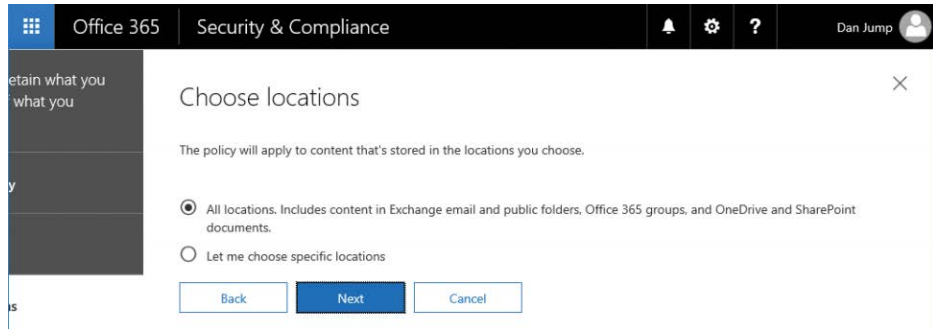 Office 365
Security & Compliance
?
Dan Jump
etain what you
what you
y
as
Choose locations
The policy will apply to content that's stored in the locations you choose.
All locations. Includes content in Exchange email and public folders, Office 365 groups, and OneDrive and SharePoint
documents.
Let me choose specific locations
Back
Next
Cancel